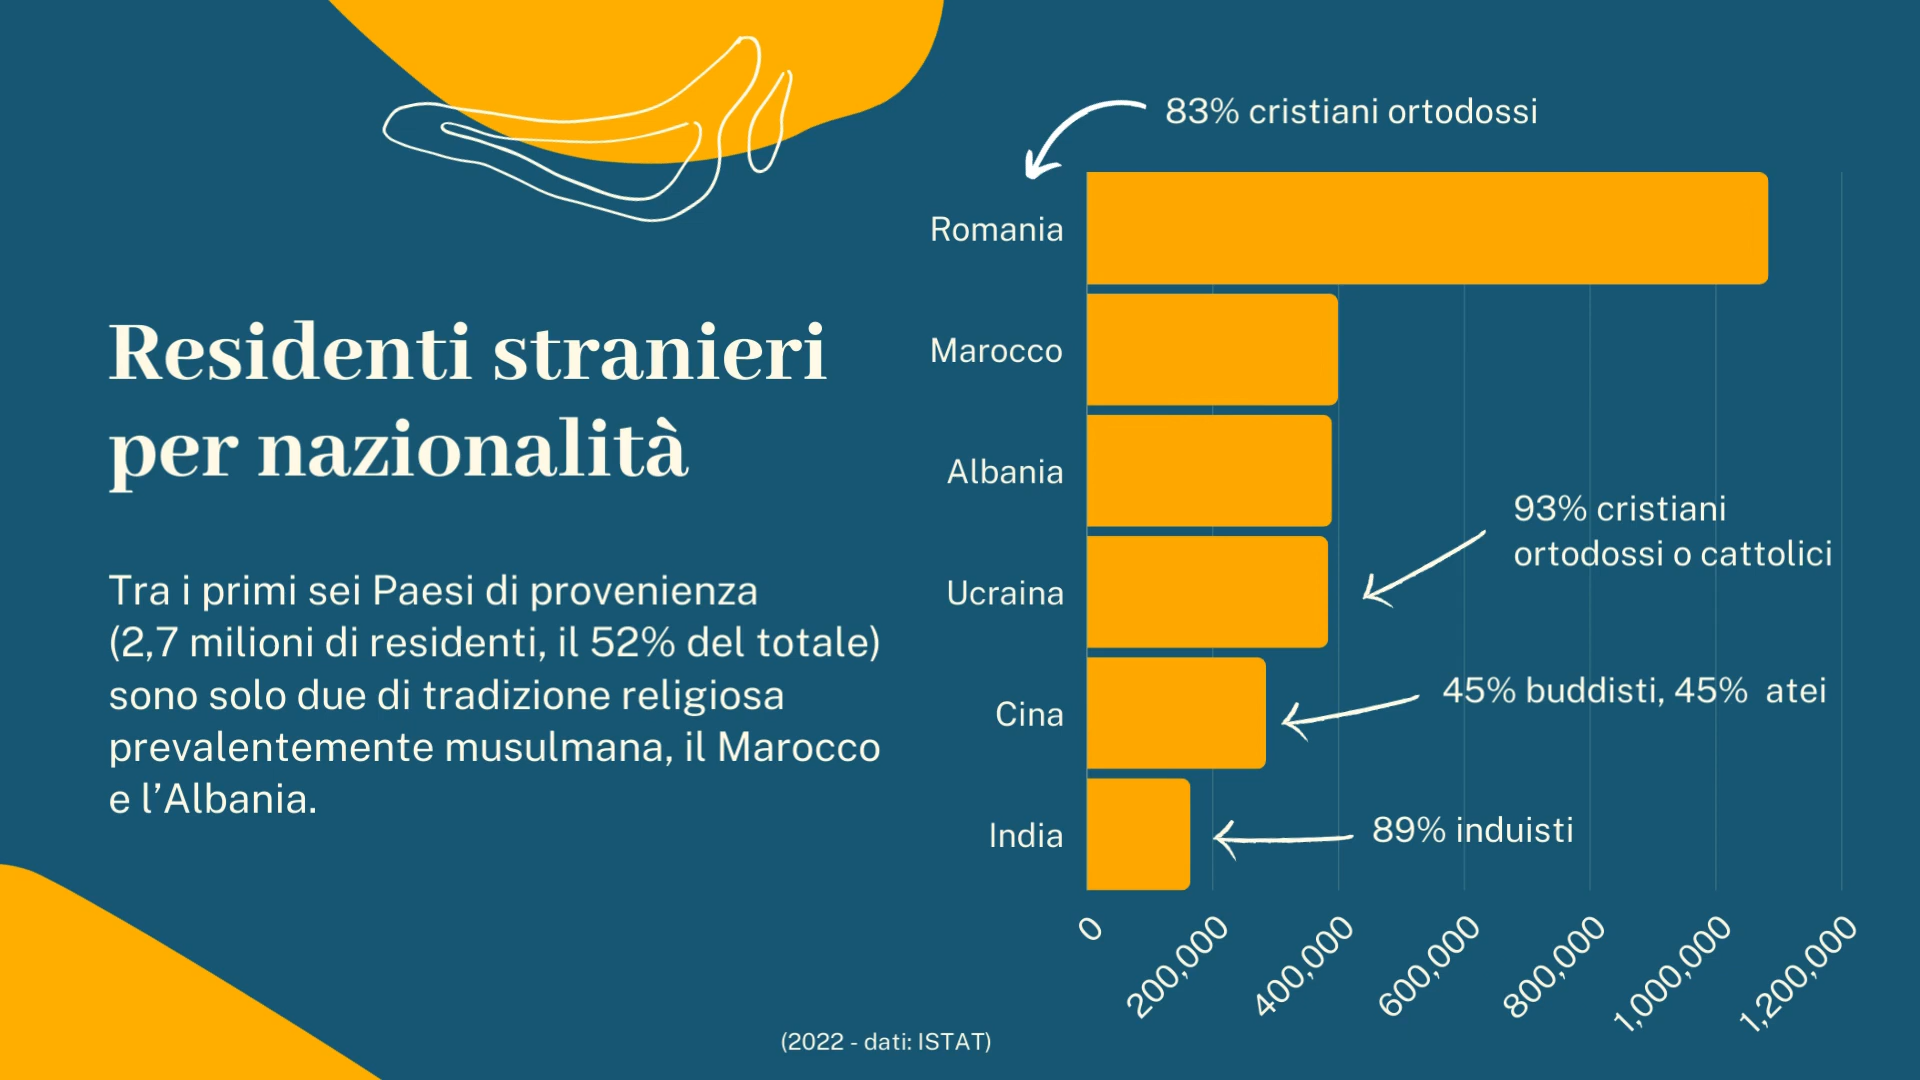 Residenti stranieri
per nazionalità
Tra i primi sei Paesi di provenienza
(2,7 milioni di residenti, il 52% del totale)
sono solo due di tradizione religiosa
prevalentemente musulmana, il Marocco
e l’Albania.
83% cristiani ortodossi
Romania
Marocco
Albania
93% cristiani
ortodossi o cattolici
Ucraina
45% buddisti, 45%  atei
Cina
89% induisti
India
0
200,000
400,000
600,000
800,000
1,000,000
1,200,000
(2022 - dati: ISTAT)